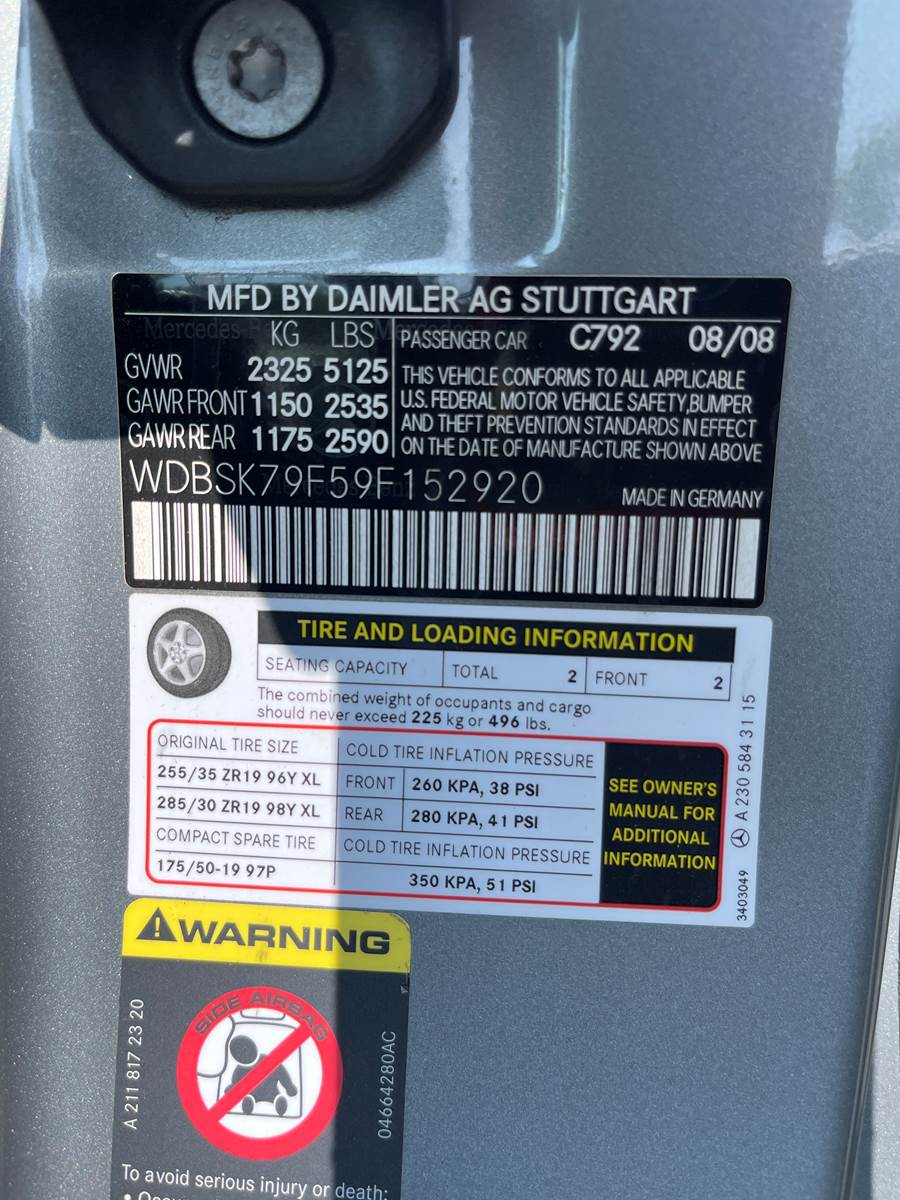 MFD BY DAIMLER AG STUTTGART
KG LBS
GVWR 2325 5125
GAWR FRONT 1150 2535
GAWR REAR 1175 2590
PASSENGER CAR C792 08/08
THIS VEHICLE CONFORMS TO ALL APPLICABLE
U.S. FEDERAL MOTOR VEHICLE SAFETY,BUMPER
AND THEFT PREVENTION STANDARDS IN EFFECT
ON THE DATE OF MANUFACTURE SHOWN ABOVE
WDBSK79F59F152920
MADE IN GERMANY
TIRE AND LOADING INFORMATION
SEATING CAPACITY TOTAL 2 FRONT 2
The combined weight of occupants and cargo
should never exceed 225 kg or 496 lbs.
ORIGINAL TIRE SIZE COLD TIRE INFLATION PRESSURE
255/35 ZR19 96Y XL FRONT 260 KPA, 38 PSI
285/30 ZR19 98Y XL REAR 280 KPA, 41 PSI
COMPACT SPARE TIRE COLD TIRE INFLATION PRESSURE
175/50-19 97P 350 KPA, 51 PSI
SEE OWNER'S
MANUAL FOR
ADDITIONAL
INFORMATION
A 230 584 31 15
3403049
WARNING
SIDE AIRBAG
A 211 817 23 20
04664280AC
To avoid serious injury or death: